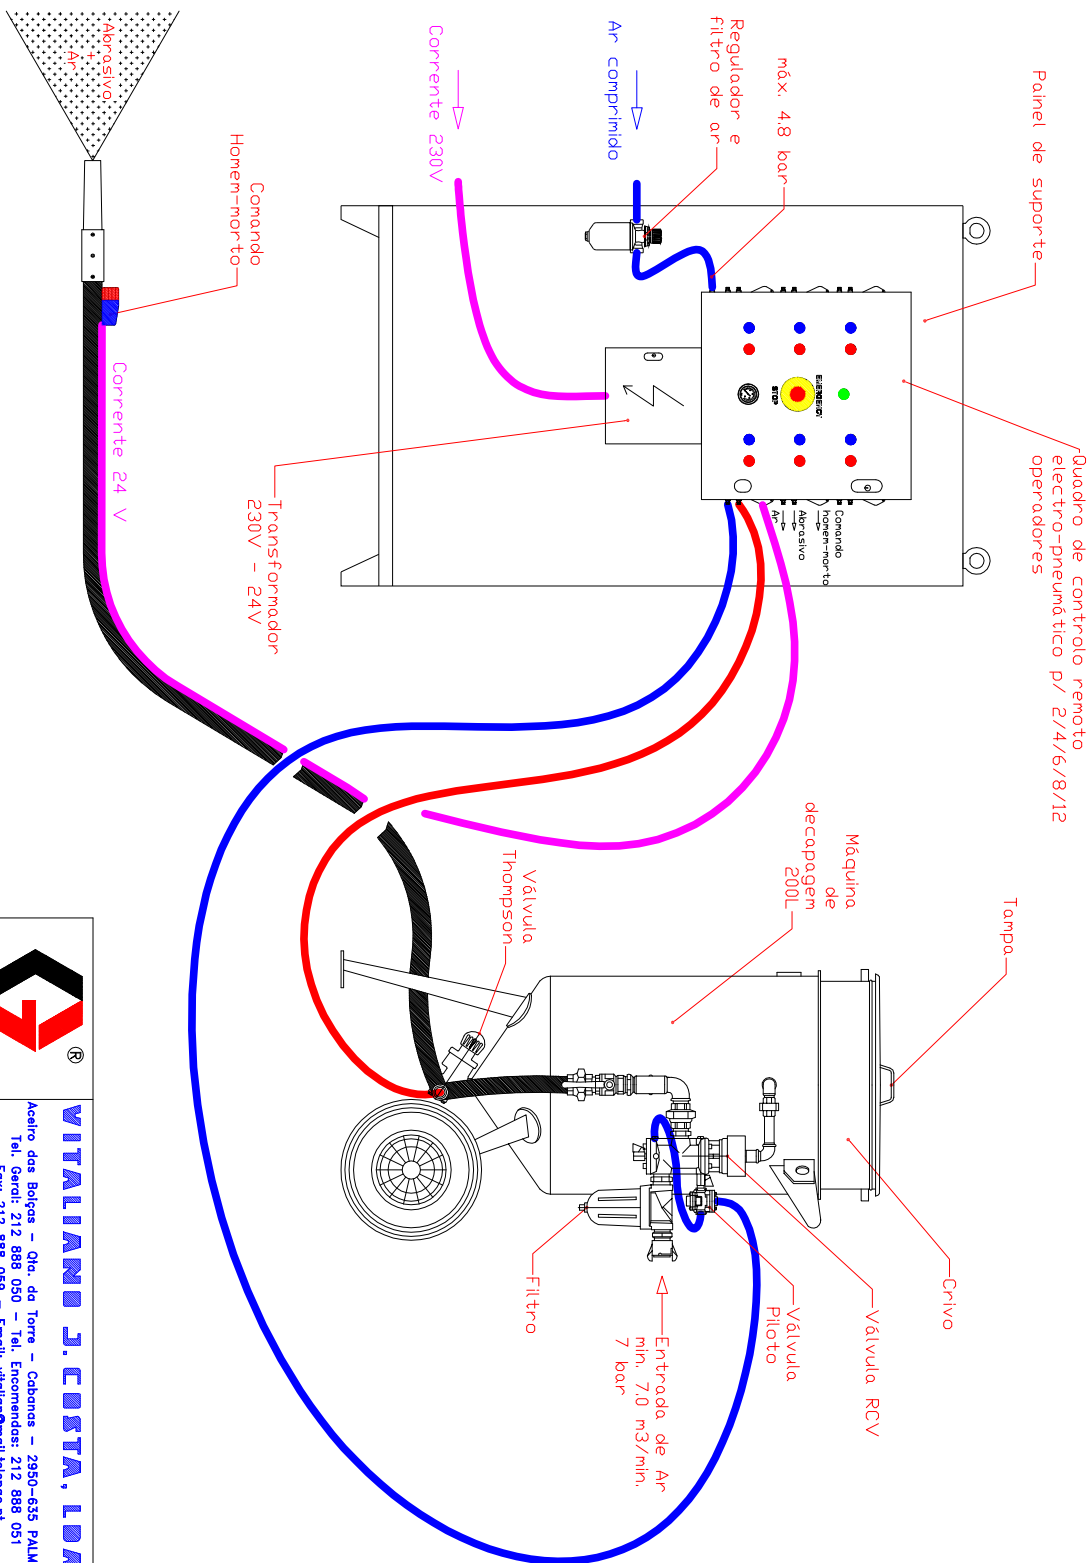 Painel de suporte
Quadro de controlo remoto
electro-pneumático p/ 2/4/6/8/12
operadores
máx. 4,8 bar
Regulador e
filtro de ar
Ar comprimido
Corrente 230V
Abrasivo
+
Ar
Comando
Homem-morto
Corrente 24 V
Transformador
230V - 24V
EMERGENCY
STOP
Comando
homem-morto
Abrasivo
Ar
Tampa
Máquina
de
decapagem
200L
Válvula
Thompson
Crivo
Válvula RCV
Válvula
Piloto
Entrada de Ar
min. 7.0 m3/min.
7 bar
Filtro
®
VITALIANO J. COSTA, LDA
Aceiro das Bolças - Qta. da Torre - Cabanas - 2950-635 PALM
Tel. Geral: 212 888 050 - Tel. Encomendas: 212 888 051